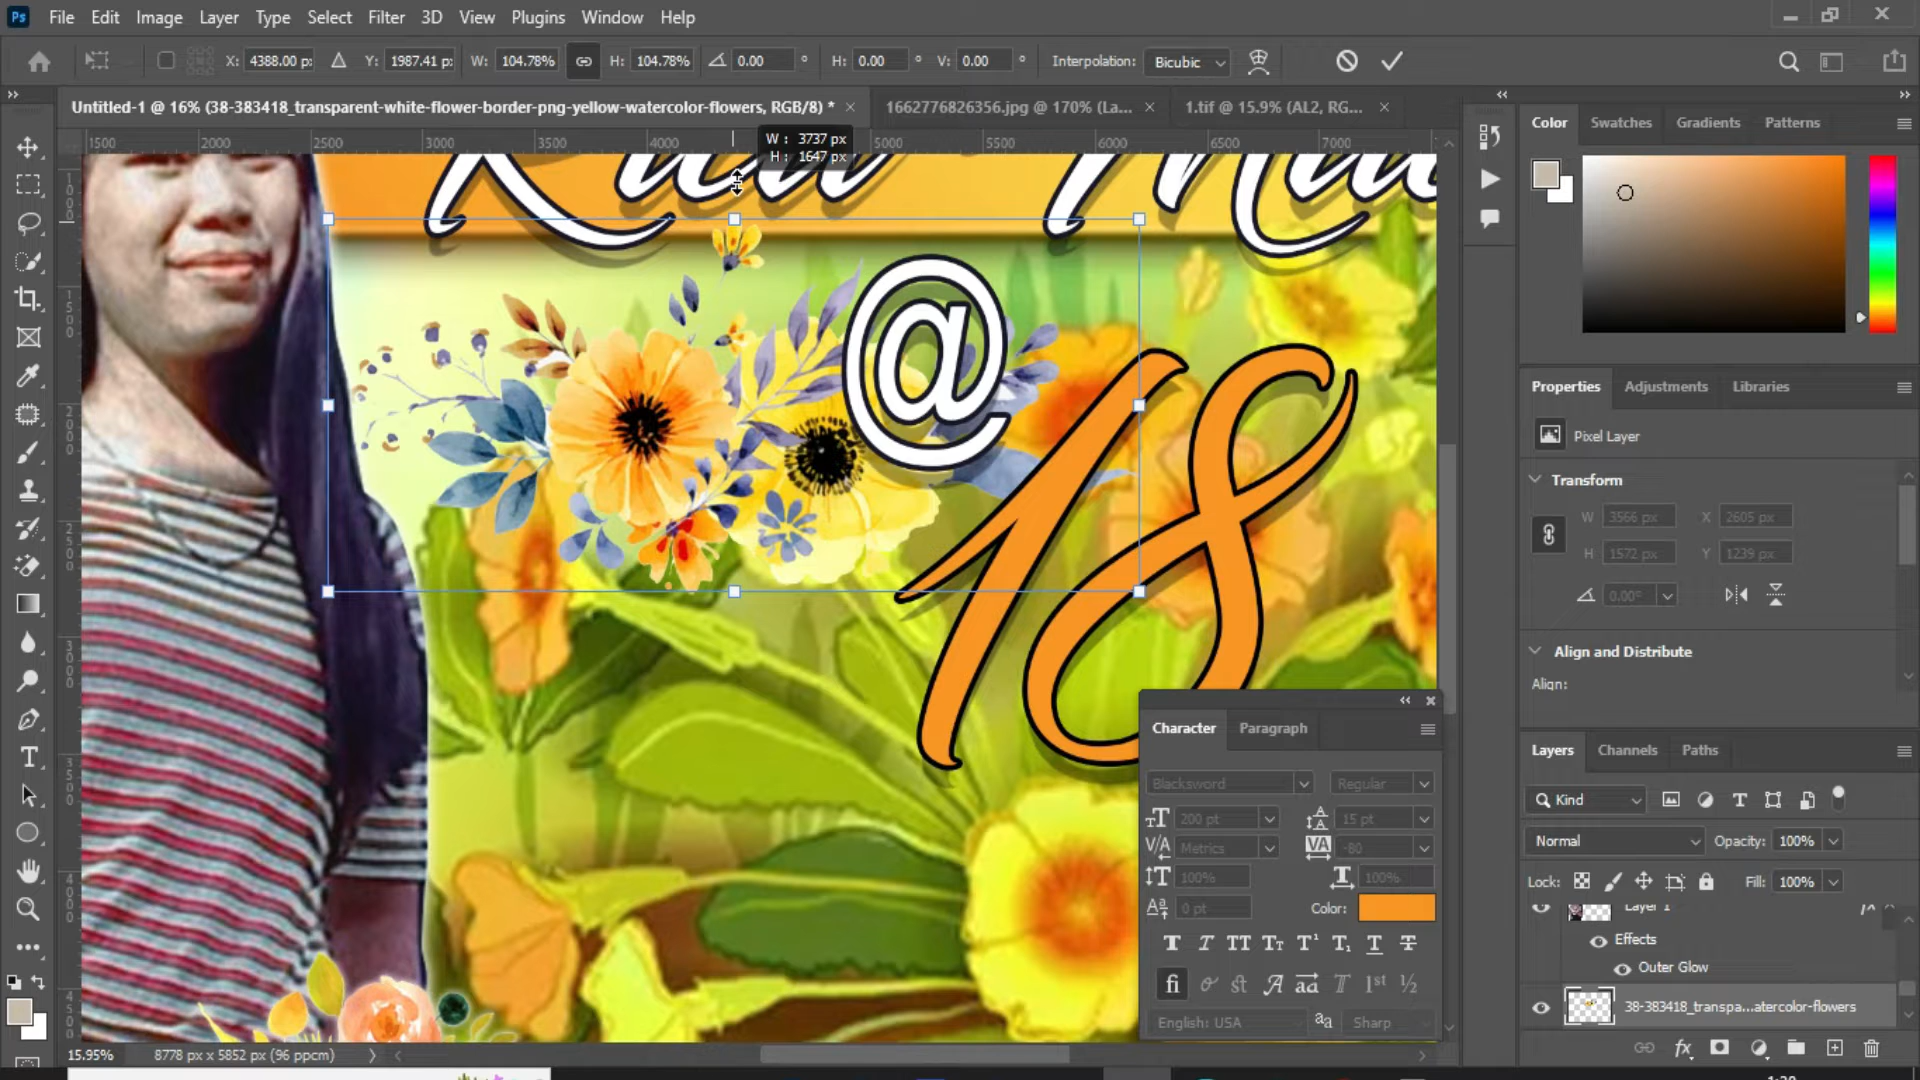 Ps File Edit Image Layer Type Select Filter 3D View Plugins Window Help
X: 4388.00 p: Y: 1987.41 p: W: 104.78% H: 104.78% 0.00 ° H: 0.00 ° V: 0.00 ° Interpolation: Bicubic
Untitled-1 @ 16% (38-383418_transparent-white-flower-border-png-yellow-watercolor-flowers, RGB/8) * 1662776826356.jpg @ 170% (La... 1.tif @ 15.9% (AL2, RG...
1500 2000 2500 3000 3500 4000 5000 5500 6000 6500 7000
W : 3737 px
H : 1647 px
@
18
Color Swatches Gradients Patterns
Properties Adjustments Libraries
Pixel Layer
Transform
W 3566 px X 2605 px
H 1572 px Y 1239 px
0.00°
Align and Distribute
Align:
Character Paragraph
Blacksword Regular
200 pt 15 pt
Metrics -80
100% 100%
0 pt Color:
English: USA aa Sharp
Layers Channels Paths
Kind
Normal Opacity: 100%
Lock: Fill: 100%
Layer 1 fx
Effects
Outer Glow
38-383418_transpa...atercolor-flowers
15.95% 8778 px x 5852 px (96 ppcm)